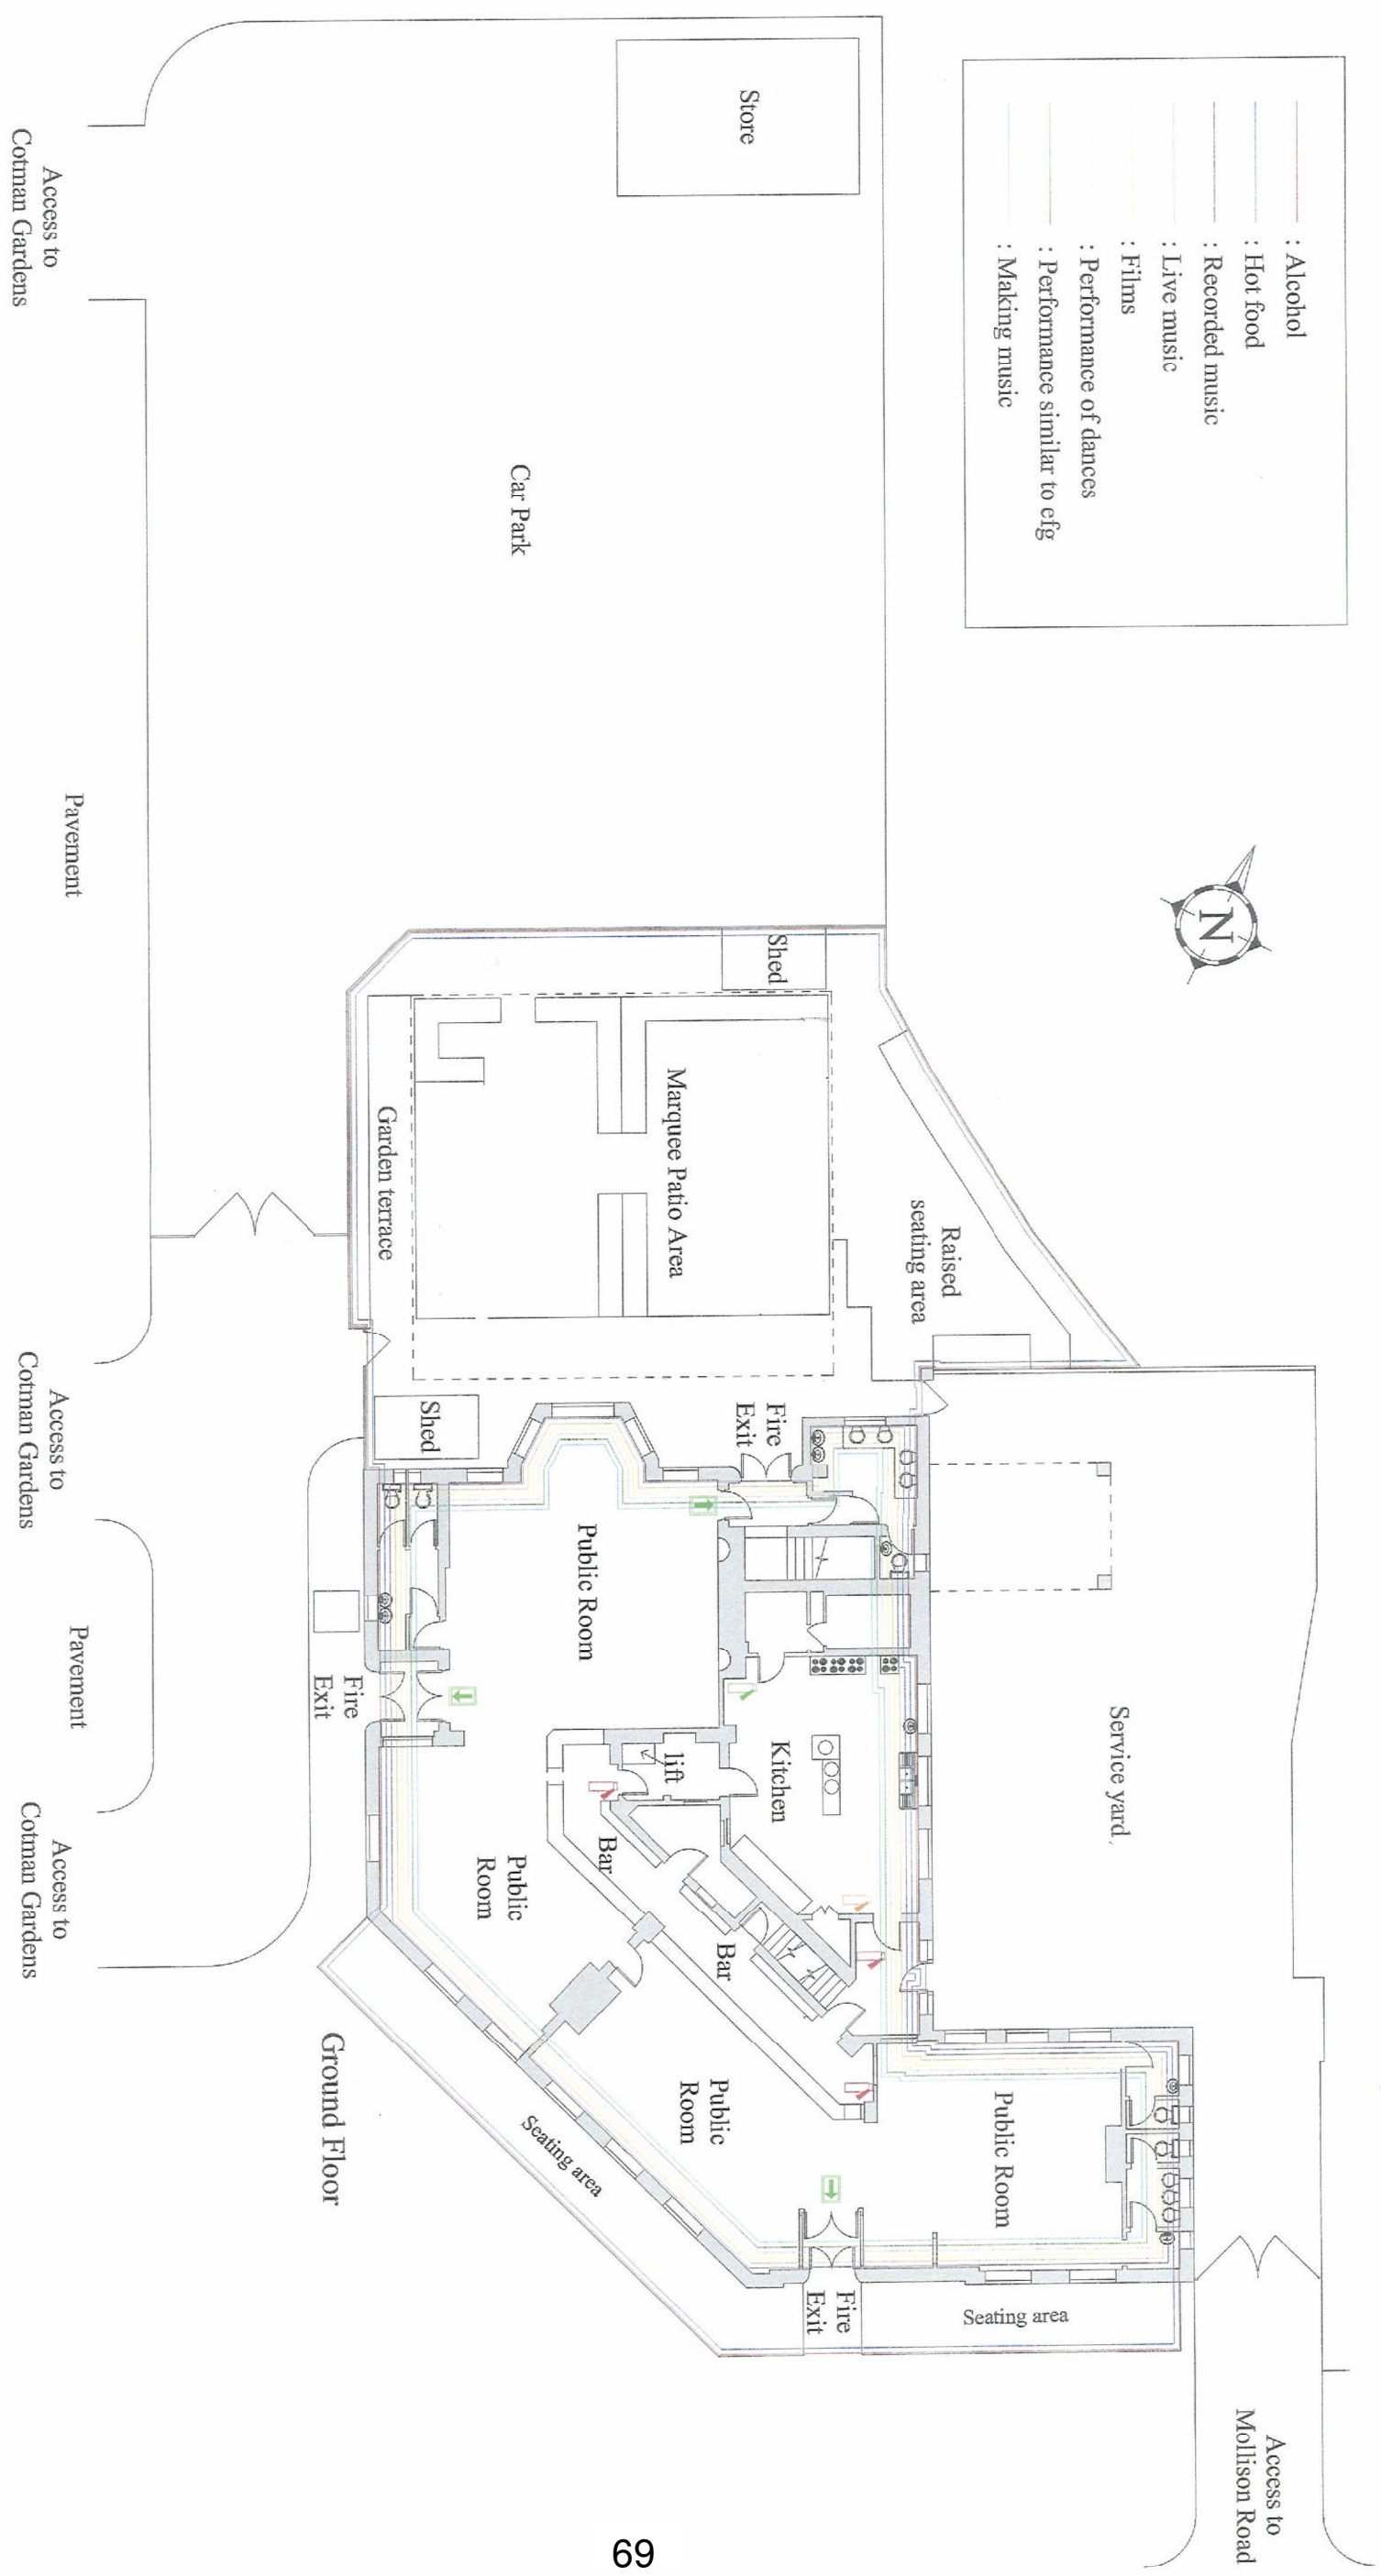 : Alcohol
: Hot food
: Recorded music
: Live music
: Films
: Performance of dances
: Performance similar to efg
: Making music
N
Store
Car Park
Access to
Cotman Gardens
Pavement
Shed
Marquee Patio Area
Garden terrace
Raised
seating area
Shed
Fire
Exit
Access to
Cotman Gardens
Pavement
Access to
Cotman Gardens
Service yard
Public Room
Fire
Exit
lift
Kitchen
Bar
Public
Room
Bar
Public
Room
Public Room
Seating area
Fire
Exit
Seating area
Ground Floor
Access to
Mollison Road
69